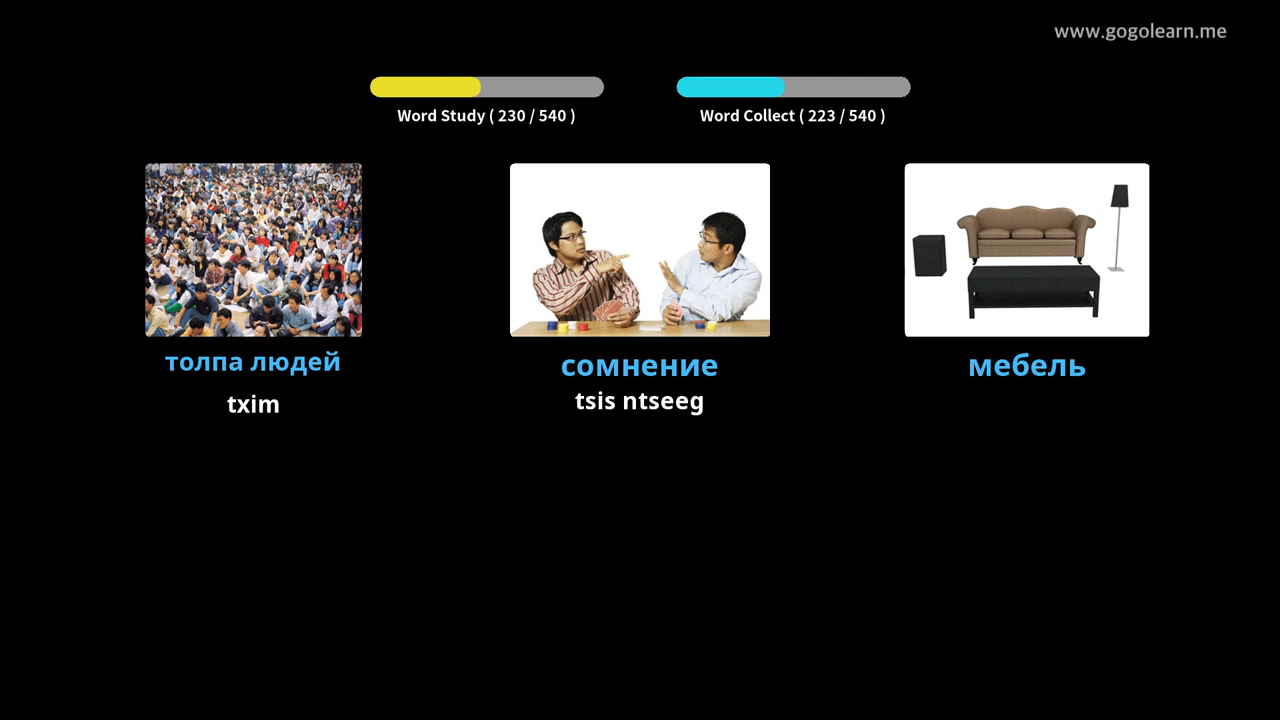 www.gogolearn.me
Word Study ( 230 / 540 )
Word Collect ( 223 / 540 )
толпа людей
txim
сомнение
tsis ntseeg
мебель